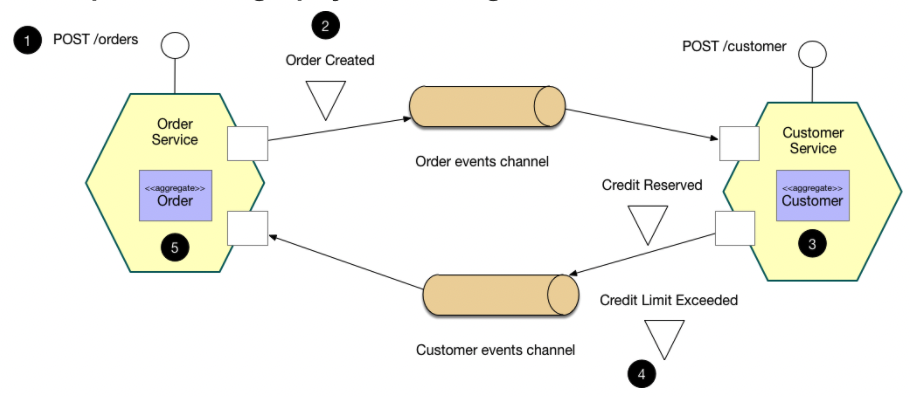 1
POST /orders
2
Order Created
POST /customer
Order
Service
<<aggregate>>
Order
5
Order events channel
Customer
Service
<<aggregate>>
Customer
3
Credit Reserved
Credit Limit Exceeded
4
Customer events channel